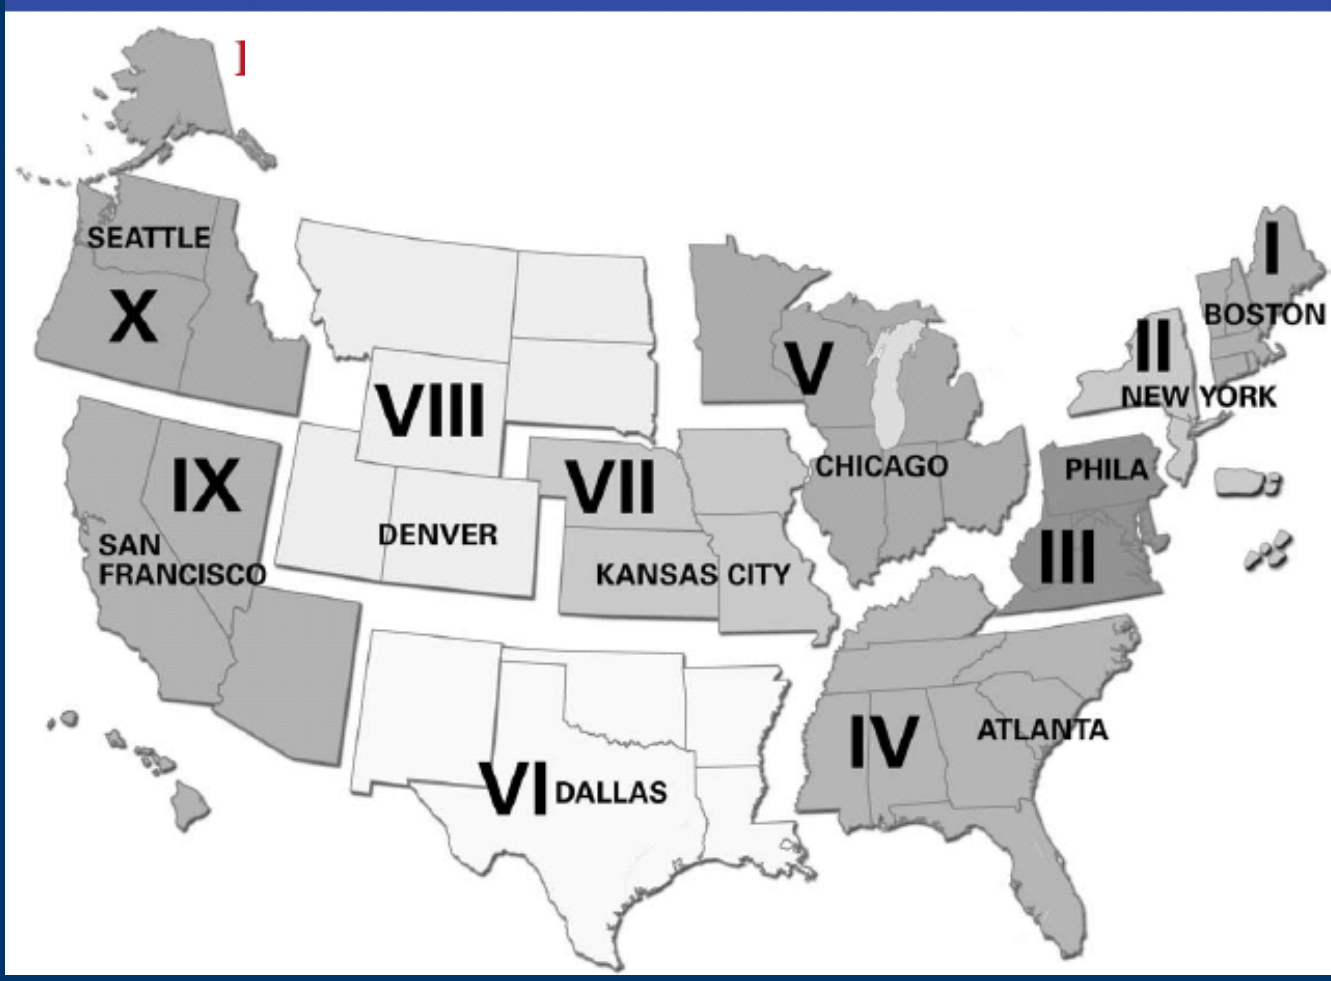 ]
I
SEATTLE
BOSTON
X
II
V
VIII
NEW YORK
IX
CHICAGO
PHILA
VII
DENVER
SAN
FRANCISCO
III
KANSAS CITY
IV
ATLANTA
VI DALLAS